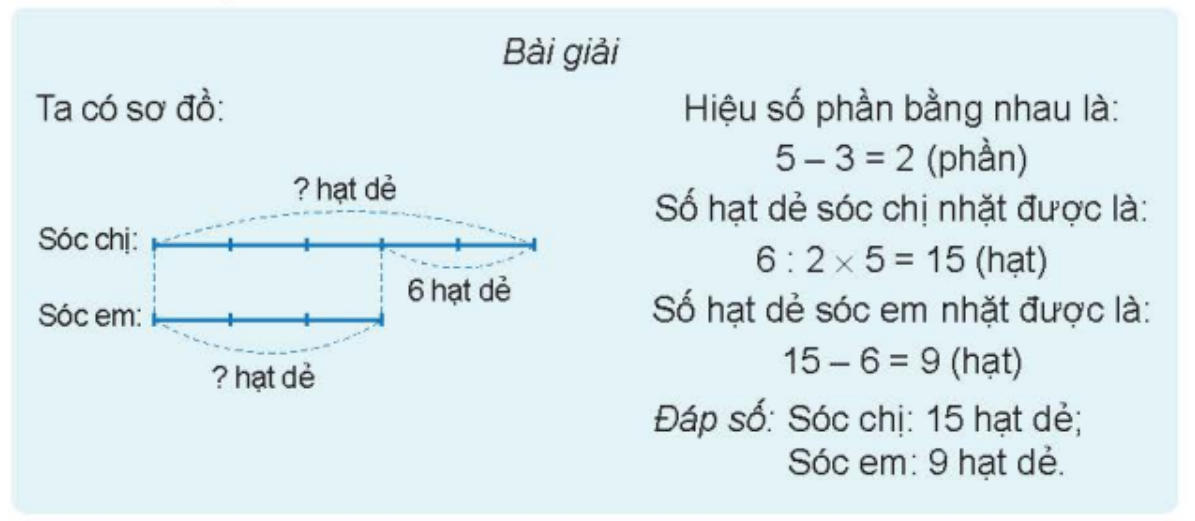 Bài giải
Ta có sơ đồ:
? hạt dẻ
Sóc chị:
6 hạt dẻ
Sóc em:
? hạt dẻ
Hiệu số phần bằng nhau là:
5 – 3 = 2 (phần)
Số hạt dẻ sóc chị nhặt được là:
6 : 2 × 5 = 15 (hạt)
Số hạt dẻ sóc em nhặt được là:
15 – 6 = 9 (hạt)
Đáp số: Sóc chị: 15 hạt dẻ;
Sóc em: 9 hạt dẻ.